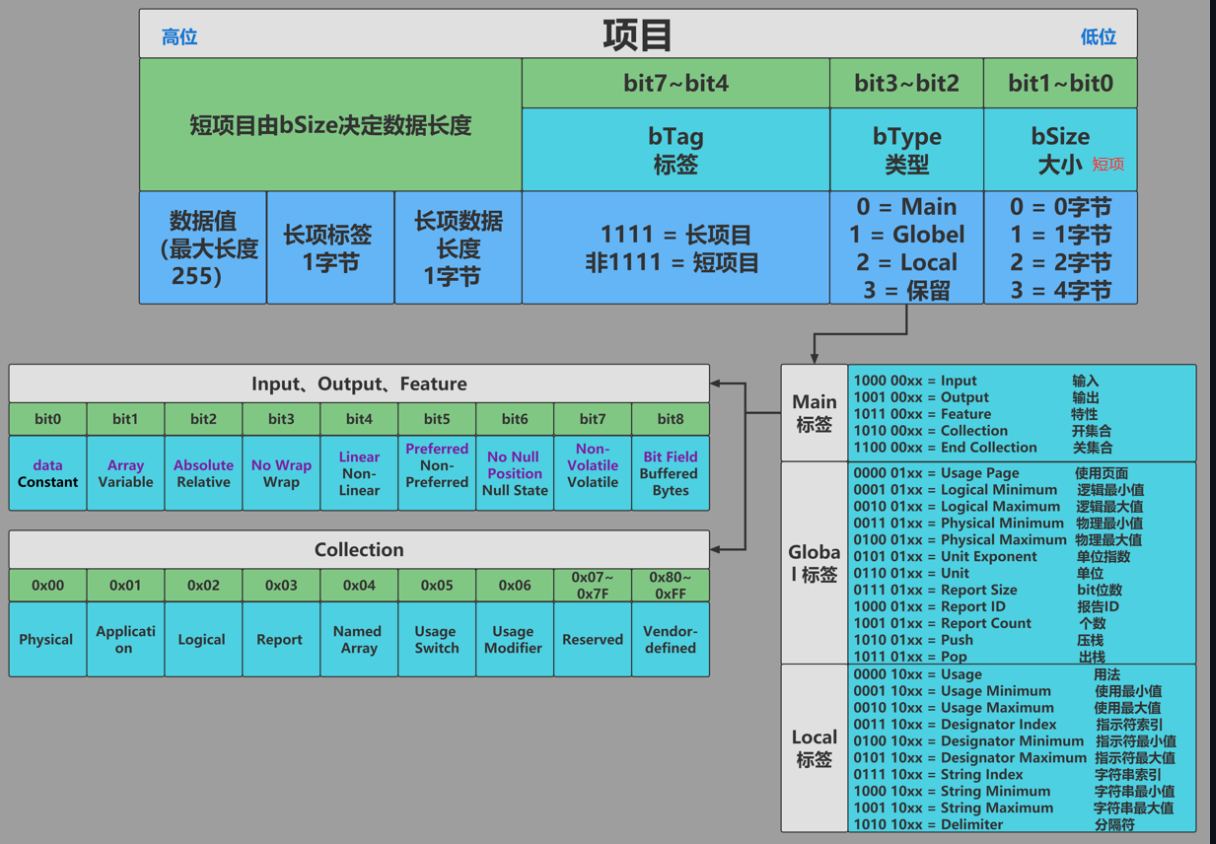 高位
项目
低位
短项目由bSize决定数据长度
bit7~bit4
bit3~bit2
bit1~bit0
bTag
标签
bType
类型
bSize
大小 短项
数据值
(最大长度
255)
长项标签
1字节
长项数据
长度
1字节
1111 = 长项目
非1111 = 短项目
0 = Main
1 = Globel
2 = Local
3 = 保留
0 = 0字节
1 = 1字节
2 = 2字节
3 = 4字节
Input、Output、Feature
bit0
bit1
bit2
bit3
bit4
bit5
bit6
bit7
bit8
data
Constant
Array
Variable
Absolute
Relative
No Wrap
Wrap
Linear
Non-
Linear
Preferred
Non-
Preferred
No Null
Position
Null State
Non-
Volatile
Volatile
Bit Field
Buffered
Bytes
Collection
0x00
0x01
0x02
0x03
0x04
0x05
0x06
0x07~
0x7F
0x80~
0xFF
Physical
Applicati
on
Logical
Report
Named
Array
Usage
Switch
Usage
Modifier
Reserved
Vendor-
defined
Main
标签
1000 00xx = Input 输入
1001 00xx = Output 输出
1011 00xx = Feature 特性
1010 00xx = Collection 开集合
1100 00xx = End Collection 关集合
Globa
l 标签
0000 01xx = Usage Page 使用页面
0001 01xx = Logical Minimum 逻辑最小值
0010 01xx = Logical Maximum 逻辑最大值
0011 01xx = Physical Minimum 物理最小值
0100 01xx = Physical Maximum 物理最大值
0101 01xx = Unit Exponent 单位指数
0110 01xx = Unit 单位
0111 01xx = Report Size bit位数
1000 01xx = Report ID 报告ID
1001 01xx = Report Count 个数
1010 01xx = Push 压栈
1011 01xx = Pop 出栈
Local
标签
0000 10xx = Usage 用法
0001 10xx = Usage Minimum 使用最小值
0010 10xx = Usage Maximum 使用最大值
0011 10xx = Designator Index 指示符索引
0100 10xx = Designator Minimum 指示符最小值
0101 10xx = Designator Maximum 指示符最大值
0111 10xx = String Index 字符串索引
1000 10xx = String Minimum 字符串最小值
1001 10xx = String Maximum 字符串最大值
1010 10xx = Delimiter 分隔符